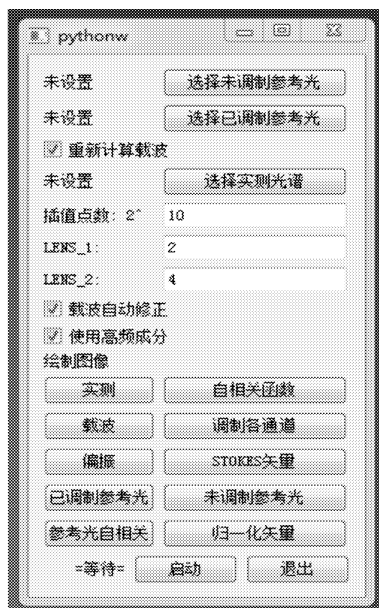 pythonw
未设置 选择未调制参考光
未设置 选择已调制参考光
重新计算载波
未设置 选择实测光谱
插值点数: 2^ 10
LENS_1: 2
LENS_2: 4
载波自动修正
使用高频成分
绘制图像
实测 自相关函数
载波 调制各通道
偏振 STOKES矢量
已调制参考光 未调制参考光
参考光自相关 归一化矢量
=等待= 启动 退出